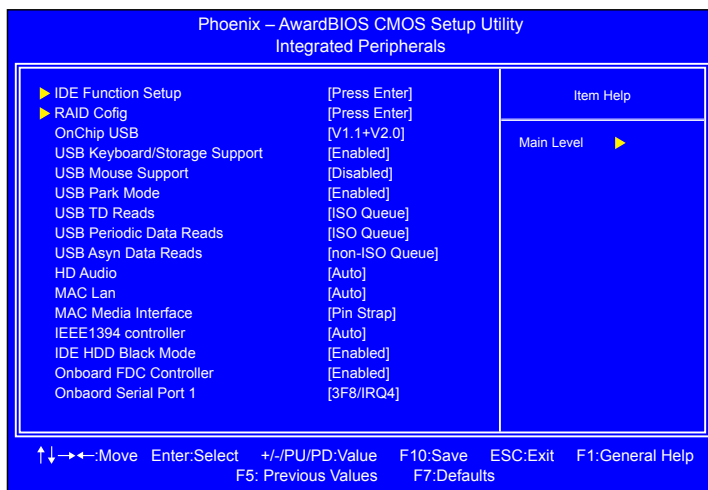 Phoenix – AwardBIOS CMOS Setup Utility
Integrated Peripherals
IDE Function Setup [Press Enter]
RAID Cofig [Press Enter]
OnChip USB [V1.1+V2.0]
USB Keyboard/Storage Support [Enabled]
USB Mouse Support [Disabled]
USB Park Mode [Enabled]
USB TD Reads [ISO Queue]
USB Periodic Data Reads [ISO Queue]
USB Asyn Data Reads [non-ISO Queue]
HD Audio [Auto]
MAC Lan [Auto]
MAC Media Interface [Pin Strap]
IEEE1394 controller [Auto]
IDE HDD Black Mode [Enabled]
Onboard FDC Controller [Enabled]
Onbaord Serial Port 1 [3F8/IRQ4]
Item Help
Main Level
↑↓→←:Move Enter:Select +/-/PU/PD:Value F10:Save ESC:Exit F1:General Help
F5: Previous Values F7:Defaults